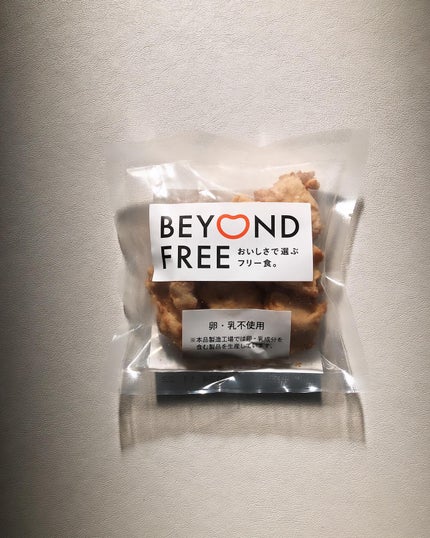 BEYOND
FREE おいしさで選ぶ
フリー食。
卵・乳不使用
※本品製造工場では卵・乳成分を
含む製品を生産しています。